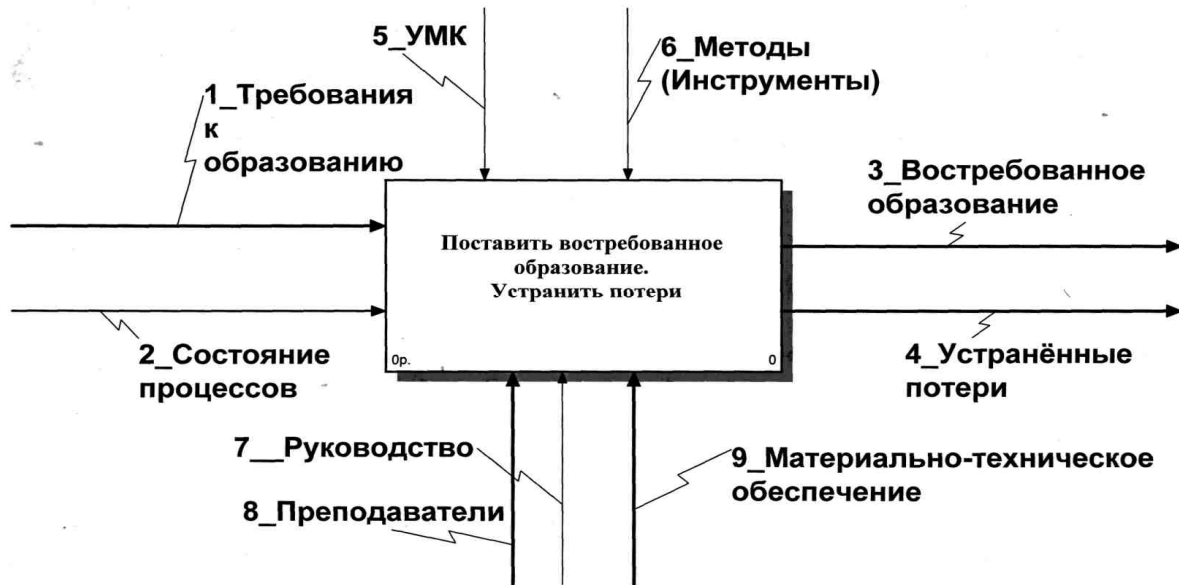 5_УМК
6_Методы
(Инструменты)
1_Требования
к
образованию
3_Востребованное
образование
Поставить востребованное
образование.
Устранить потери
0р.
0
2_Состояние
процессов
4_Устранённые
потери
7__Руководство
8_Преподаватели
9_Материально-техническое
обеспечение